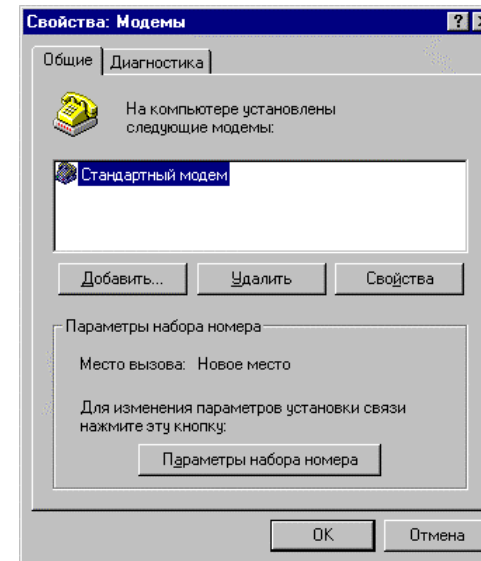 Свойства: Модемы
Общие
Диагностика
На компьютере установлены
следующие модемы:
Стандартный модем
Добавить...
Удалить
Свойства
Параметры набора номера
Место вызова: Новое место
Для изменения параметров установки связи
нажмите эту кнопку:
Параметры набора номера
OK
Отмена